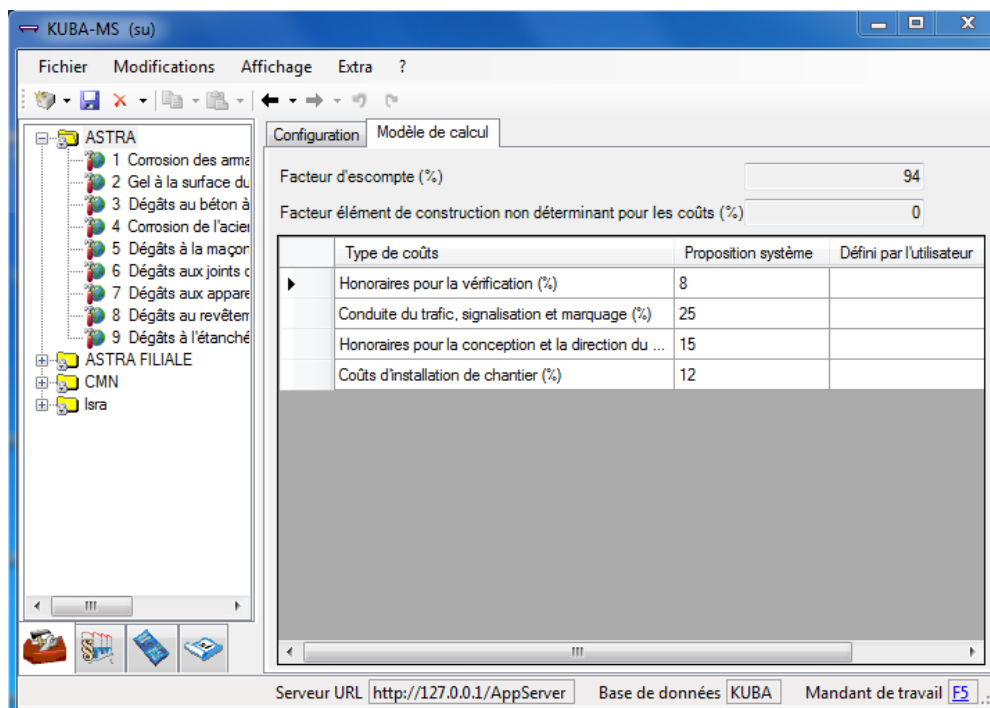 KUBA-MS (su)
Fichier Modifications Affichage Extra ?
ASTRA
1 Corrosion des arma
2 Gel à la surface du
3 Dégâts au béton à
4 Corrosion de l'acier
5 Dégâts à la maçon
6 Dégâts aux joints d
7 Dégâts aux appare
8 Dégâts au revêtem
9 Dégâts à l'étanché
ASTRA FILIALE
CMN
Isra
Configuration Modèle de calcul
Facteur d'escompte (%) 94
Facteur élément de construction non déterminant pour les coûts (%) 0
Type de coûts Proposition système Défini par l'utilisateur
Honoraires pour la vérification (%) 8
Conduite du trafic, signalisation et marquage (%) 25
Honoraires pour la conception et la direction du ... 15
Coûts d'installation de chantier (%) 12
Serveur URL http://127.0.0.1/AppServer Base de données KUBA Mandant de travail F5